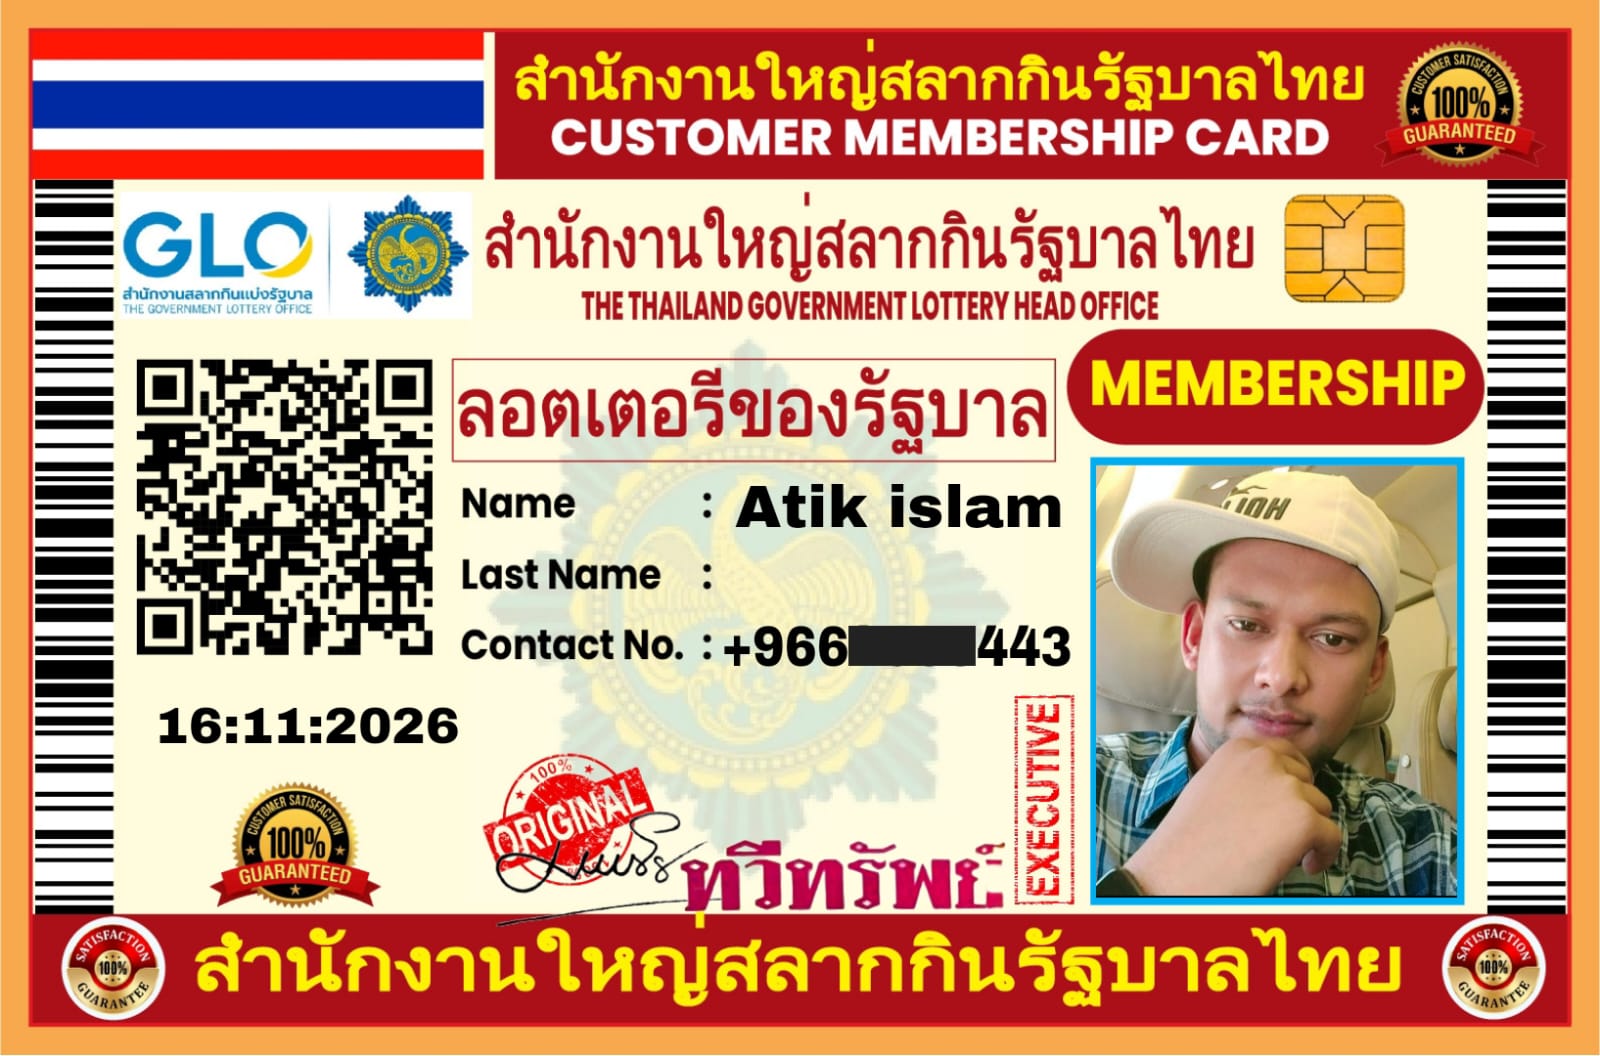 สำนักงานใหญ่สลากกินรัฐบาลไทย
CUSTOMER MEMBERSHIP CARD
CUSTOMER SATISFACTION
100%
GUARANTEED
GLO
สำนักงานสลากกินแบ่งรัฐบาล
THE GOVERNMENT LOTTERY OFFICE
สำนักงานใหญ่สลากกินรัฐบาลไทย
THE THAILAND GOVERNMENT LOTTERY HEAD OFFICE
ลอตเตอรีของรัฐบาล
MEMBERSHIP
Name : Atik islam
Last Name :
Contact No. : +966 443
16:11:2026
CUSTOMER SATISFACTION
100%
GUARANTEED
100%
ORIGINAL
ทวีทรัพย์
EXECUTIVE
SATISFACTION
100%
GUARANTEE
สำนักงานใหญ่สลากกินรัฐบาลไทย
SATISFACTION
100%
GUARANTEE